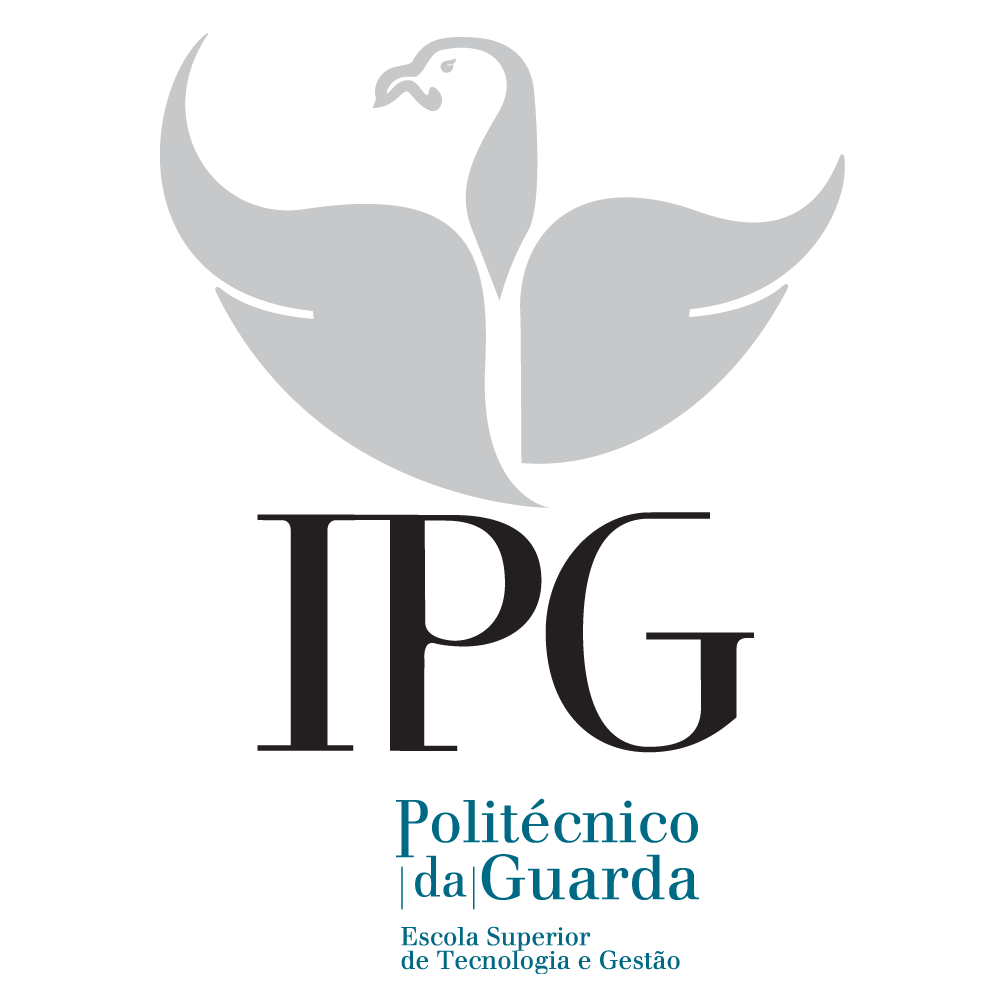 IPG
Politécnico
|da|Guarda
Escola Superior
de Tecnologia e Gestão